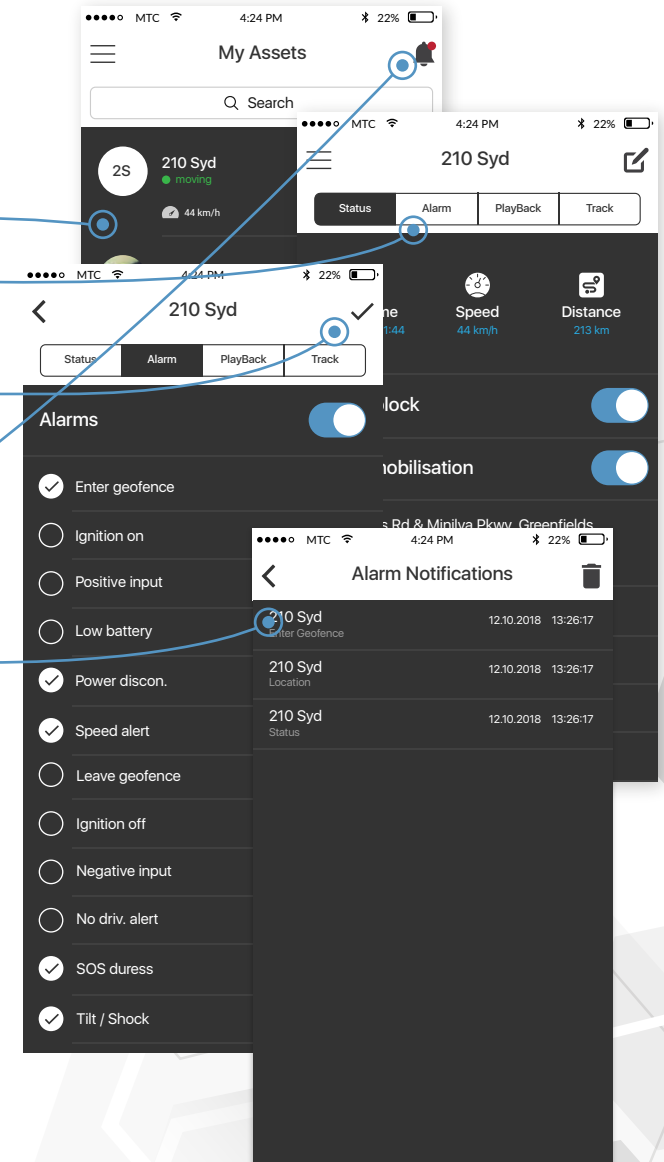 MTC 4:24 PM 22%
My Assets
Search
2S
210 Syd
moving
44 km/h
MTC 4:24 PM 22%
210 Syd
Status Alarm PlayBack Track
Speed Distance
44 km/h 213 km
Rd & Minilya Pkwy, Greenfields
MTC 4:24 PM 22%
210 Syd
Status Alarm PlayBack Track
Alarms
Enter geofence
Ignition on
Positive input
Low battery
Power discon.
Speed alert
Leave geofence
Ignition off
Negative input
No driv. alert
SOS duress
Tilt / Shock
MTC 4:24 PM 22%
Alarm Notifications
210 Syd 12.10.2018 13:26:17
Enter Geofence
210 Syd 12.10.2018 13:26:17
Location
210 Syd 12.10.2018 13:26:17
Status